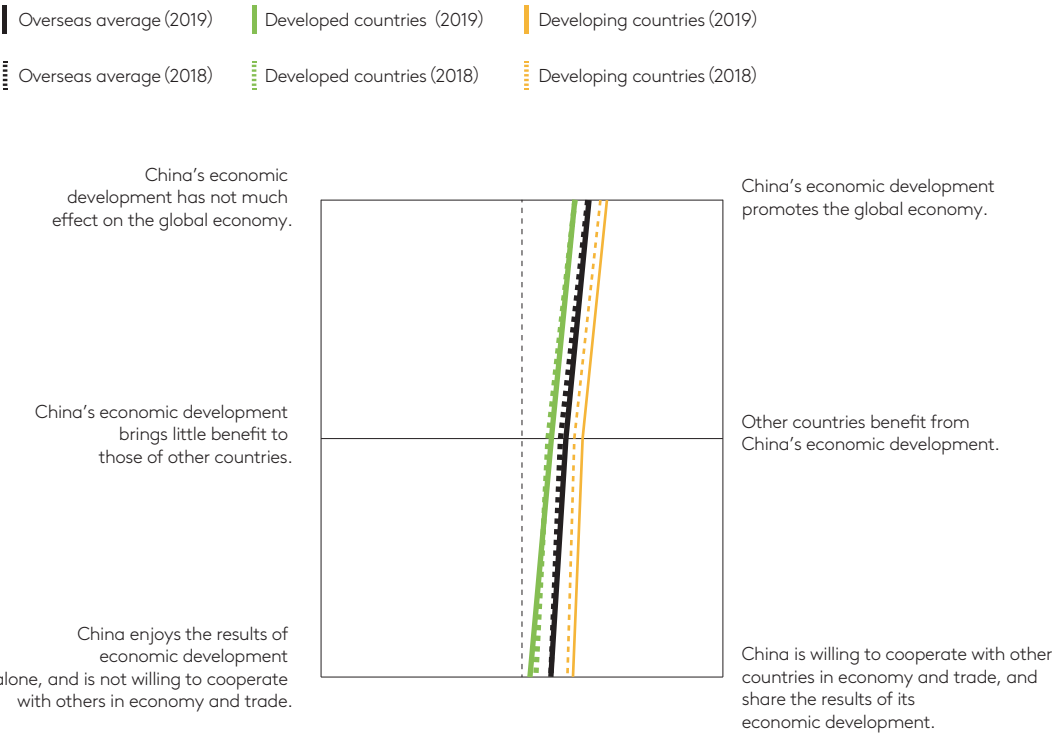 Overseas average (2019)
Developed countries (2019)
Developing countries (2019)
Overseas average (2018)
Developed countries (2018)
Developing countries (2018)
China's economic
development has not much
effect on the global economy.
China's economic development
promotes the global economy.
China's economic development
brings little benefit to
those of other countries.
Other countries benefit from
China's economic development.
China enjoys the results of
economic development
alone, and is not willing to cooperate
with others in economy and trade.
China is willing to cooperate with other
countries in economy and trade, and
share the results of its
economic development.